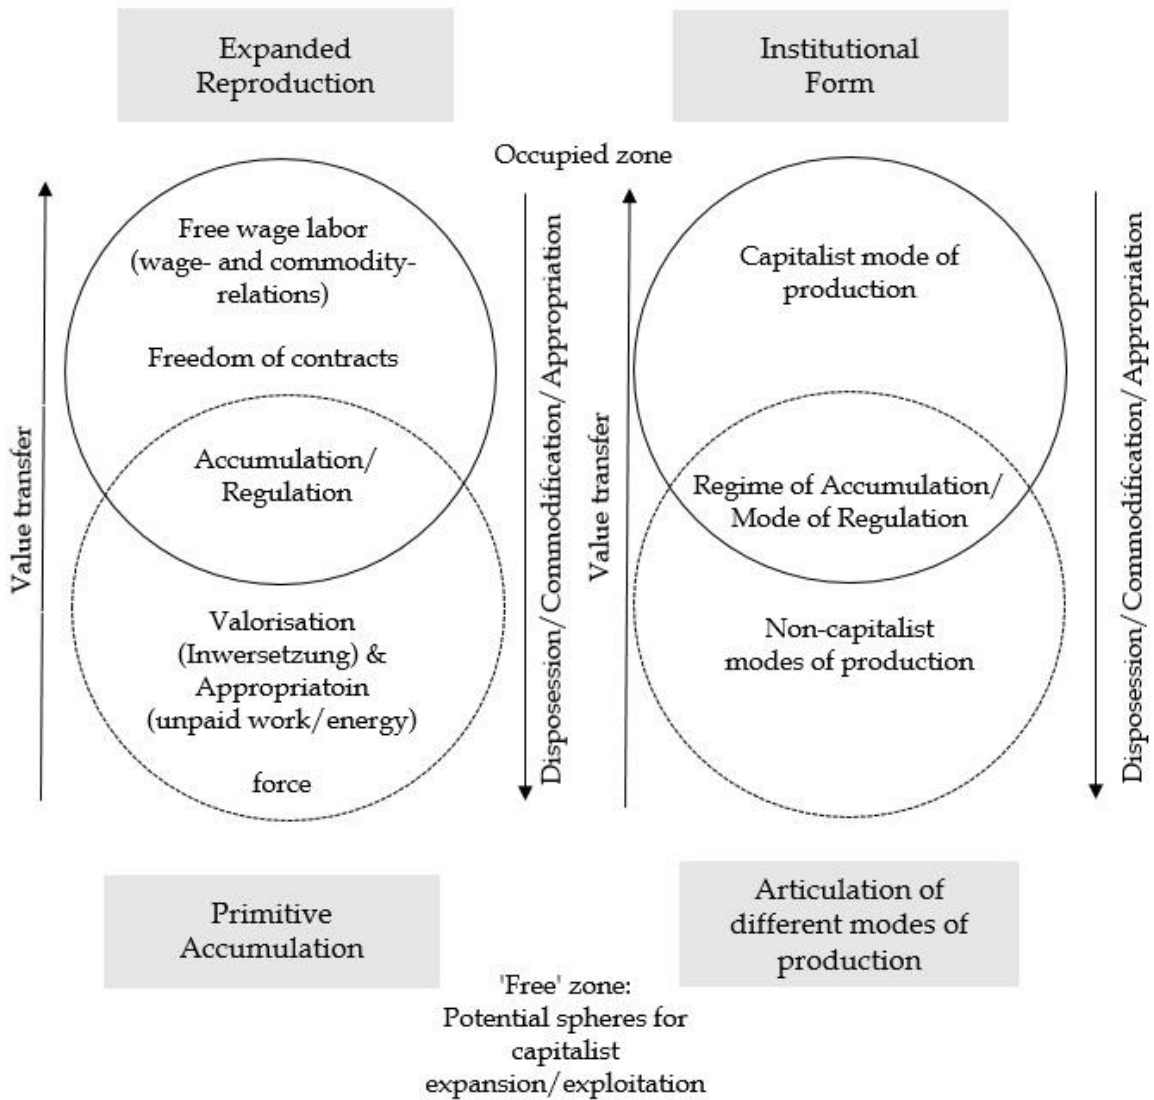 Expanded
Reproduction
Institutional
Form
Occupied zone
Free wage labor
(wage- and commodity-
relations)
Freedom of contracts
Accumulation/
Regulation
Valorisation
(Inwersetzung) &
Appropriatoin
(unpaid work/energy)
force
Value transfer
Disposession/Commodification/Appropriation
Capitalist mode of
production
Regime of Accumulation/
Mode of Regulation
Non-capitalist
modes of production
Value transfer
Disposession/Commodification/Appropriation
Primitive
Accumulation
Articulation of
different modes of
production
'Free' zone:
Potential spheres for
capitalist
expansion/exploitation